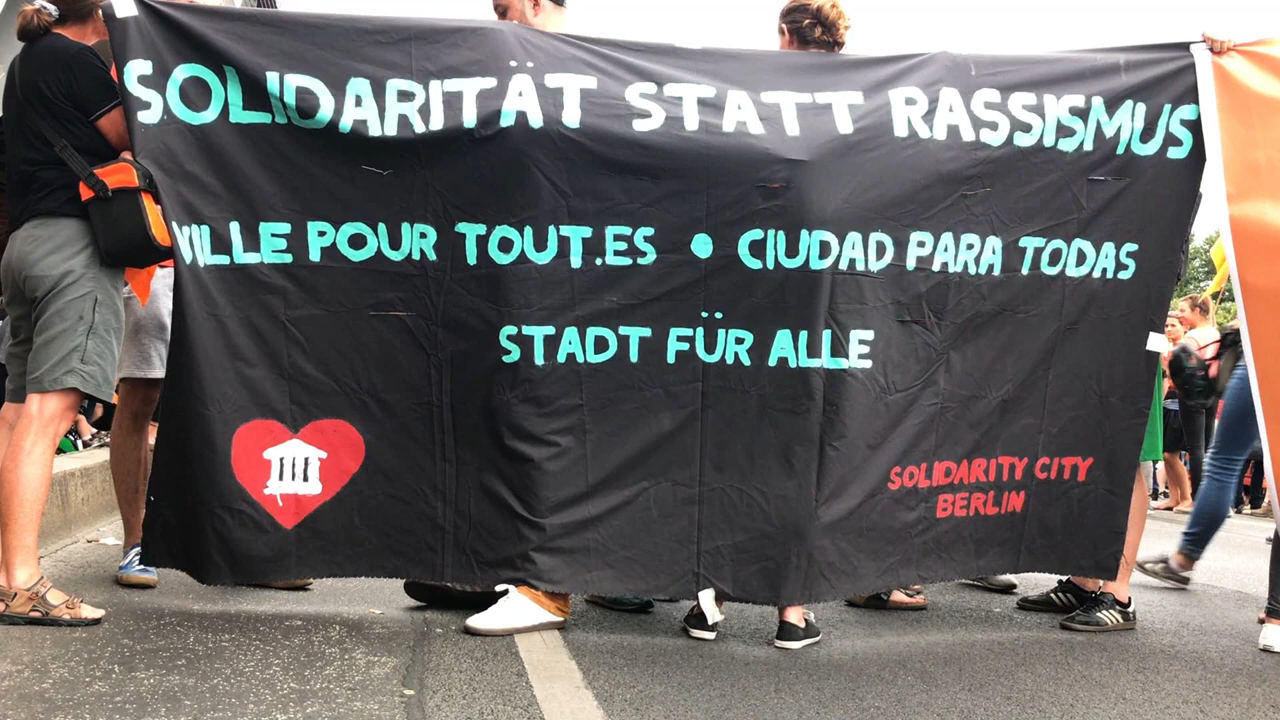 SOLIDARITÄT STATT RASSISMUS
VILLE POUR TOUT.ES • CIUDAD PARA TODAS
STADT FÜR ALLE
SOLIDARITY CITY
BERLIN